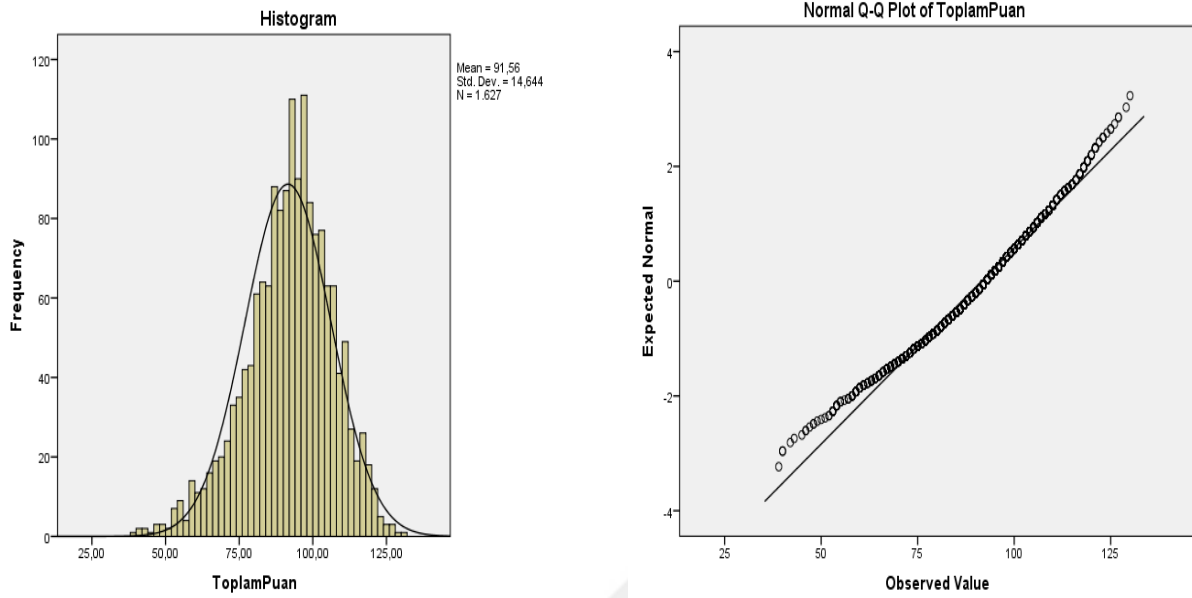 Histogram
Mean = 91,56
Std. Dev. = 14,644
N = 1.627
120
100
80
60
40
20
0
Frequency
25,00 50,00 75,00 100,00 125,00
ToplamPuan
Normal Q-Q Plot of ToplamPuan
4
2
0
-2
-4
Expected Normal
25 50 75 100 125
Observed Value